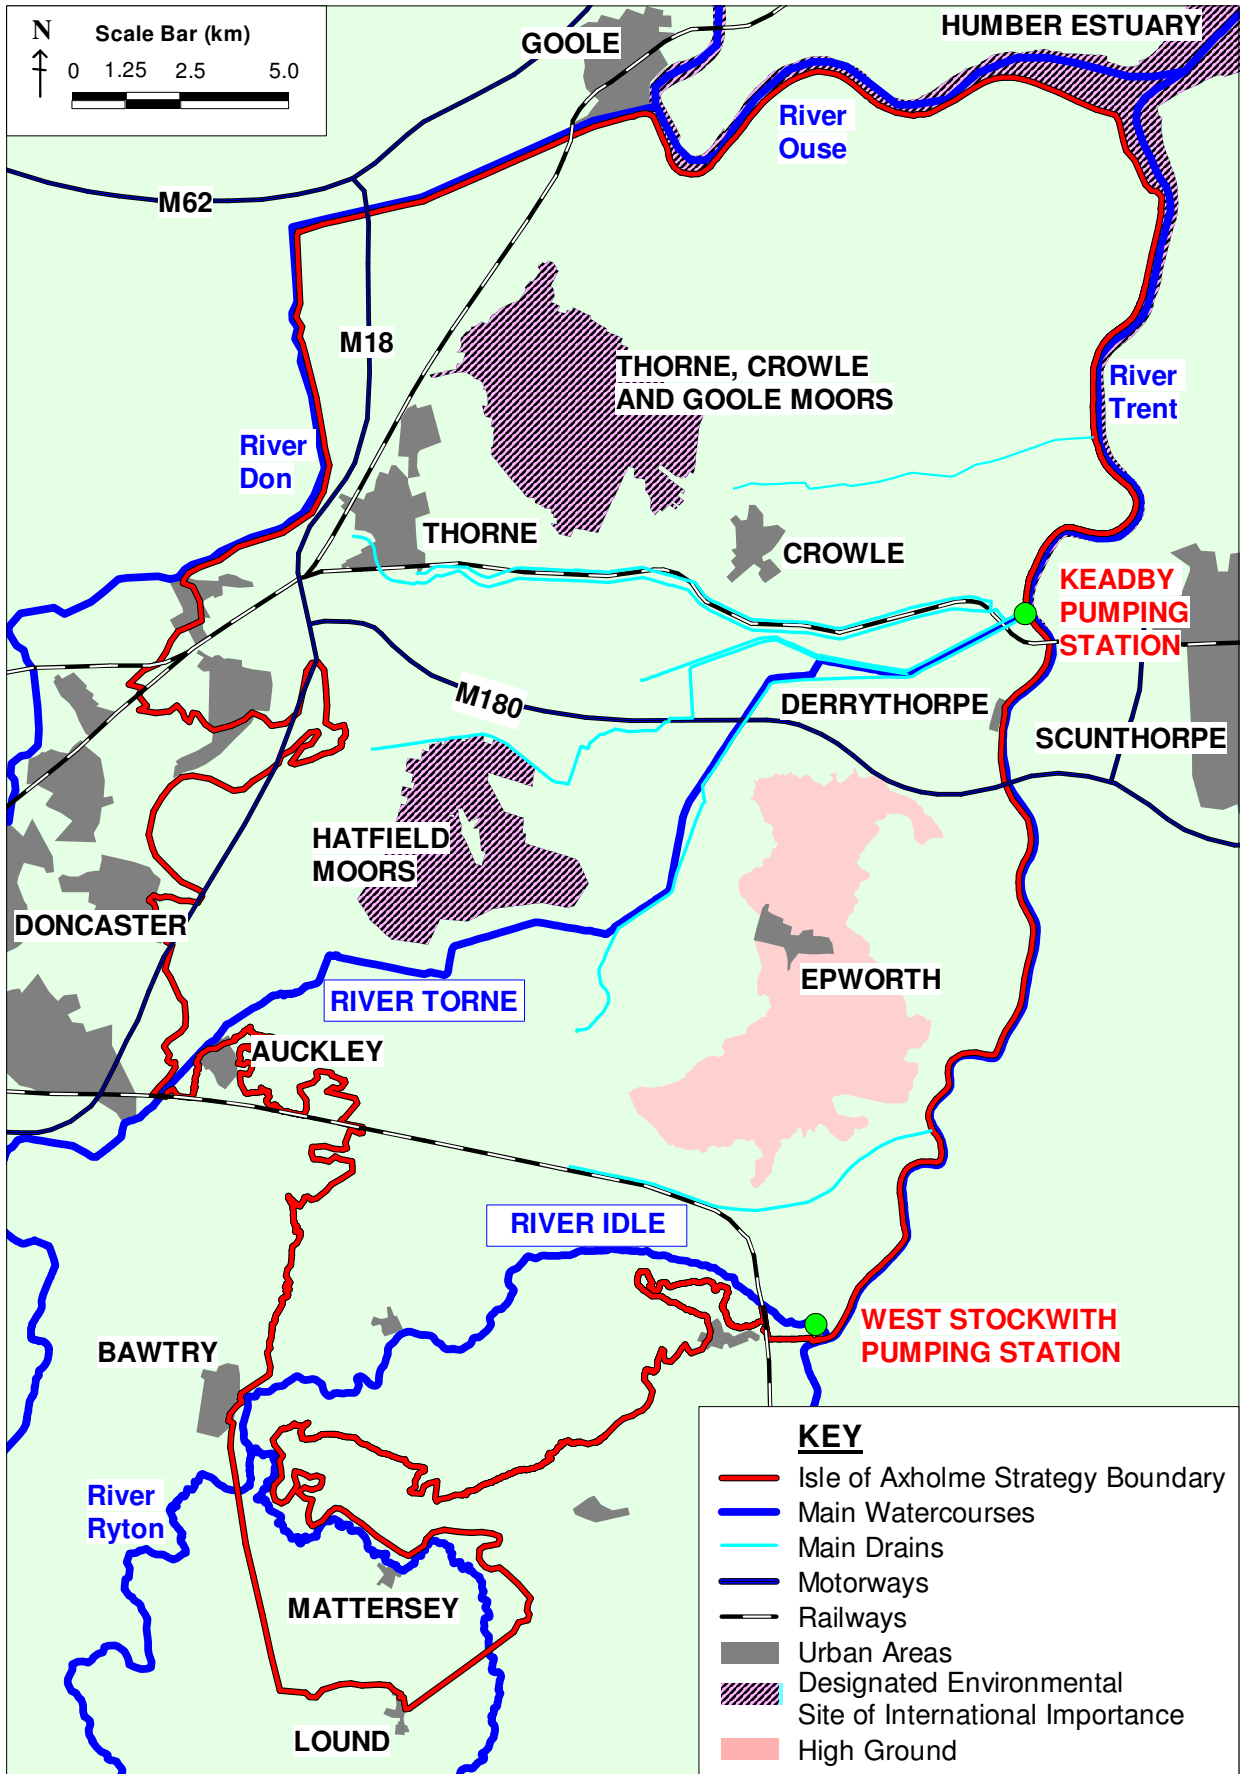 N
Scale Bar (km)
0 1.25 2.5 5.0
GOOLE
HUMBER ESTUARY
River
Ouse
M62
M18
THORNE, CROWLE
AND GOOLE MOORS
River
Trent
River
Don
THORNE
CROWLE
KEADBY
PUMPING
STATION
M180
DERRYTHORPE
SCUNTHORPE
HATFIELD
MOORS
DONCASTER
EPWORTH
RIVER TORNE
AUCKLEY
RIVER IDLE
WEST STOCKWITH
PUMPING STATION
BAWTRY
River
Ryton
MATTERSEY
LOUND
KEY
Isle of Axholme Strategy Boundary
Main Watercourses
Main Drains
Motorways
Railways
Urban Areas
Designated Environmental
Site of International Importance
High Ground